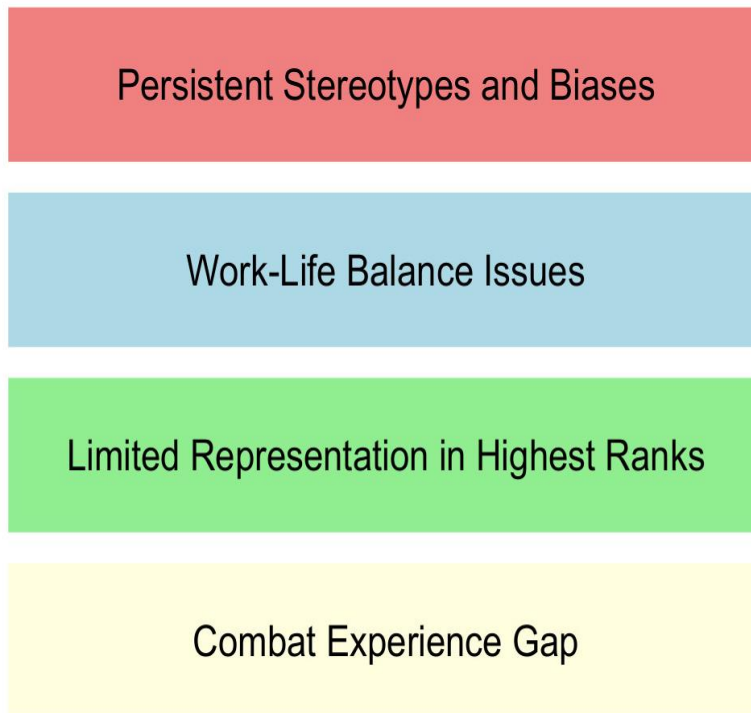 Persistent Stereotypes and Biases
Work-Life Balance Issues
Limited Representation in Highest Ranks
Combat Experience Gap